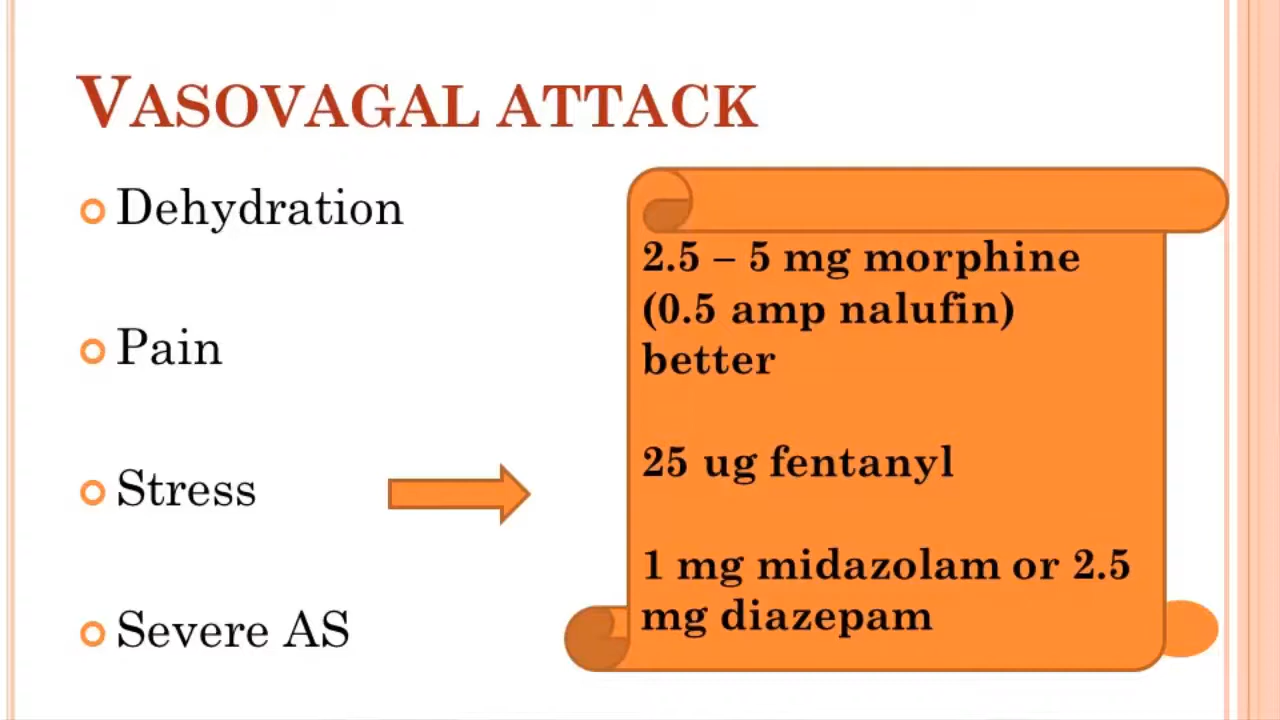 VASOVAGAL ATTACK
Dehydration
Pain
Stress
Severe AS
2.5 – 5 mg morphine
(0.5 amp nalufin)
better
25 ug fentanyl
1 mg midazolam or 2.5
mg diazepam